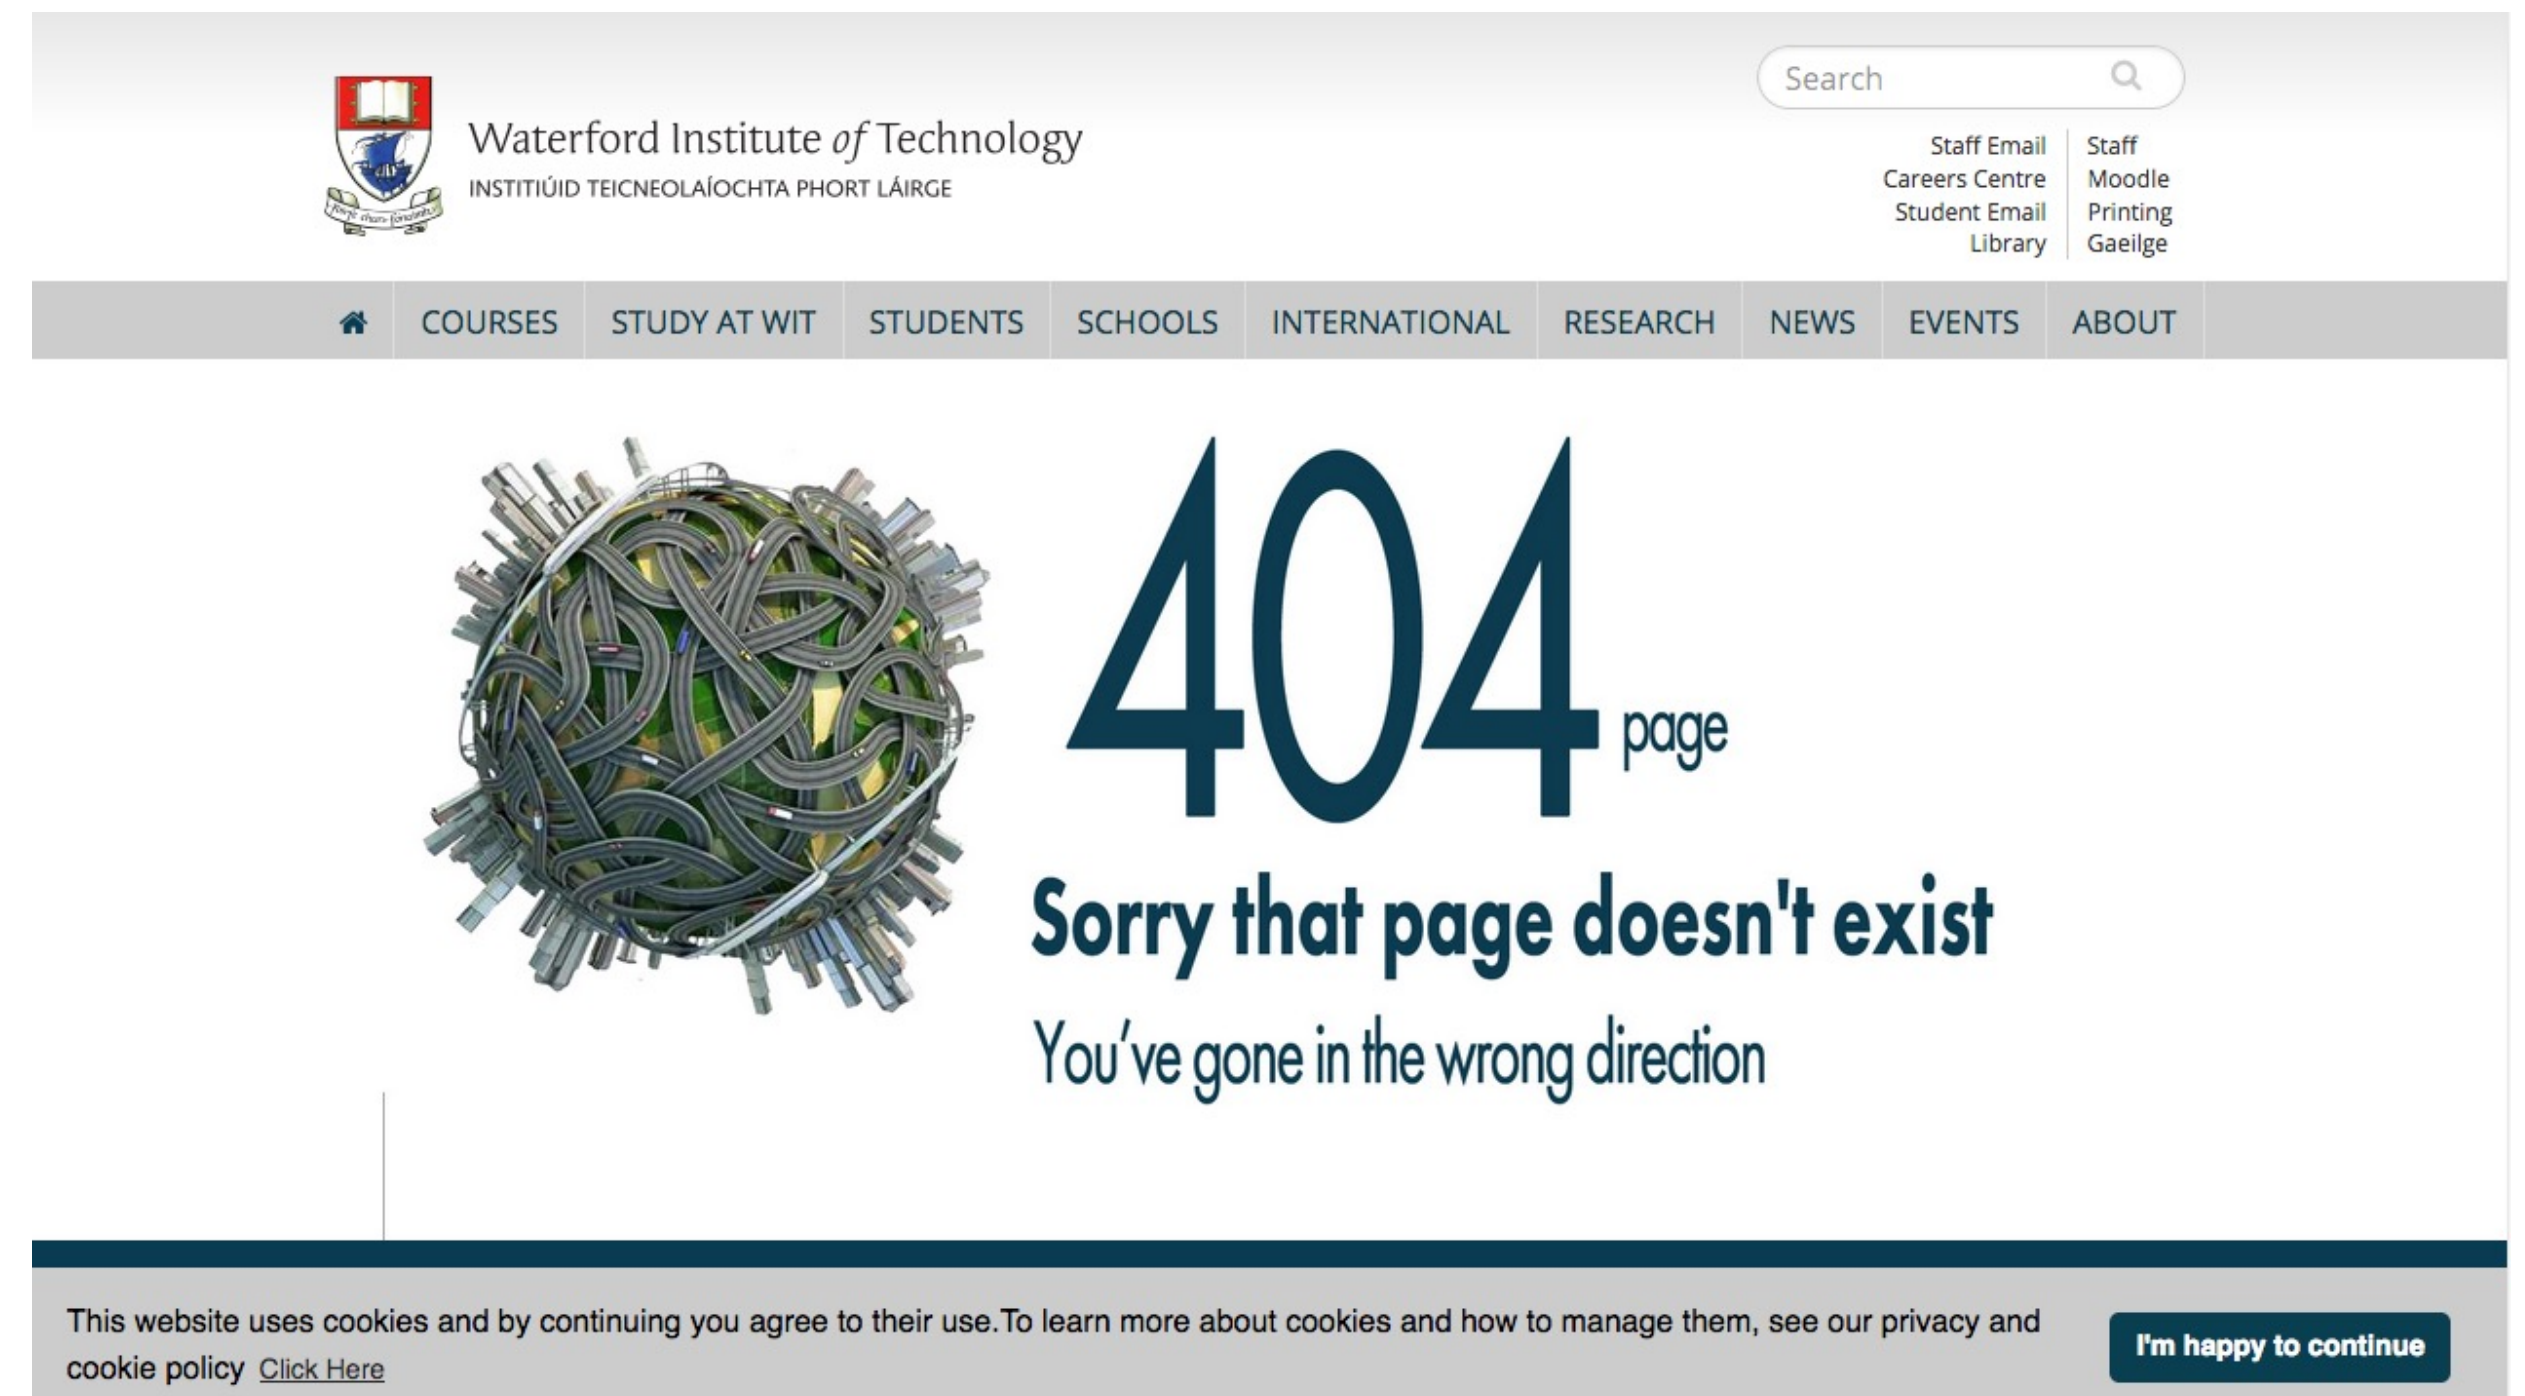 Search
Waterford Institute of Technology
INSTITIÚID TEICNEOLAÍOCHTA PHORT LÁIRGE
Staff Email
Careers Centre
Student Email
Library
Staff
Moodle
Printing
Gaeilge
COURSES STUDY AT WIT STUDENTS SCHOOLS INTERNATIONAL RESEARCH NEWS EVENTS ABOUT
404 page
Sorry that page doesn't exist
You've gone in the wrong direction
This website uses cookies and by continuing you agree to their use.To learn more about cookies and how to manage them, see our privacy and
cookie policy Click Here
I'm happy to continue